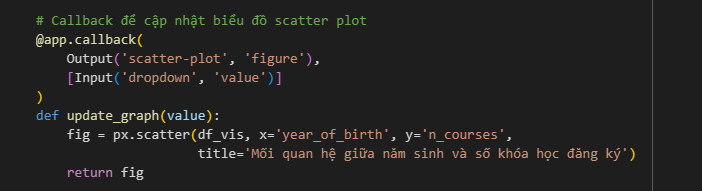 # Callback để cập nhật biểu đồ scatter plot
@app.callback(
    Output('scatter-plot', 'figure'),
    [Input('dropdown', 'value')]
)
def update_graph(value):
    fig = px.scatter(df_vis, x='year_of_birth', y='n_courses',
                     title='Mối quan hệ giữa năm sinh và số khóa học đăng ký')
    return fig